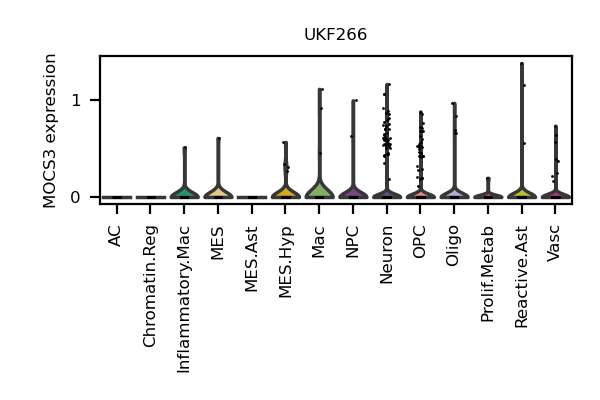 UKF266
MOCS3 expression
1
0
AC
Chromatin.Reg
Inflammatory.Mac
MES
MES.Ast
MES.Hyp
Mac
NPC
Neuron
OPC
Oligo
Prolif.Metab
Reactive.Ast
Vasc